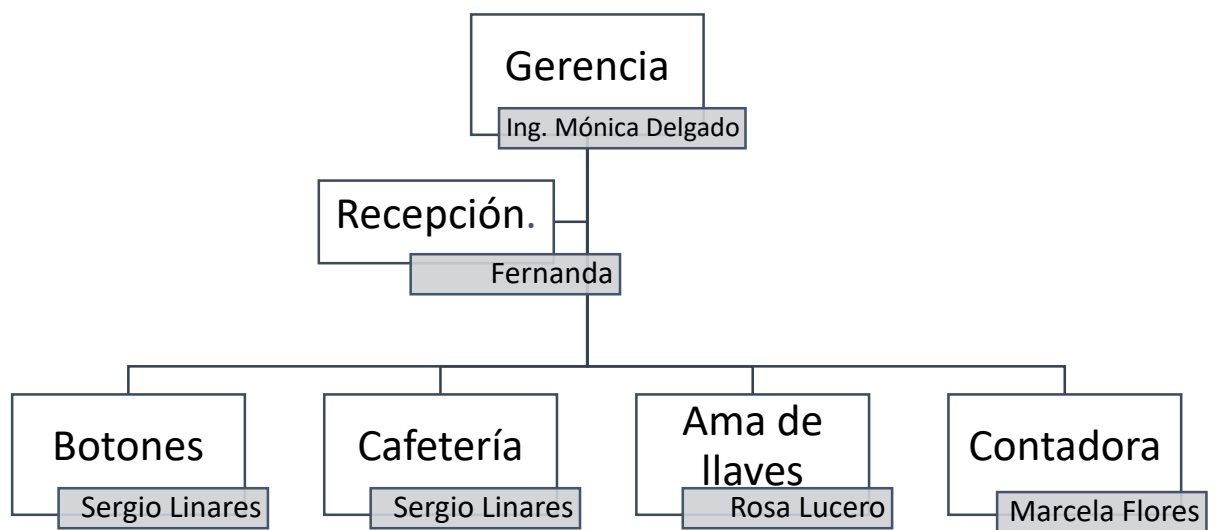 Gerencia
Ing. Mónica Delgado
Recepción.
Fernanda
Botones
Sergio Linares
Cafetería
Sergio Linares
Ama de
llaves
Rosa Lucero
Contadora
Marcela Flores